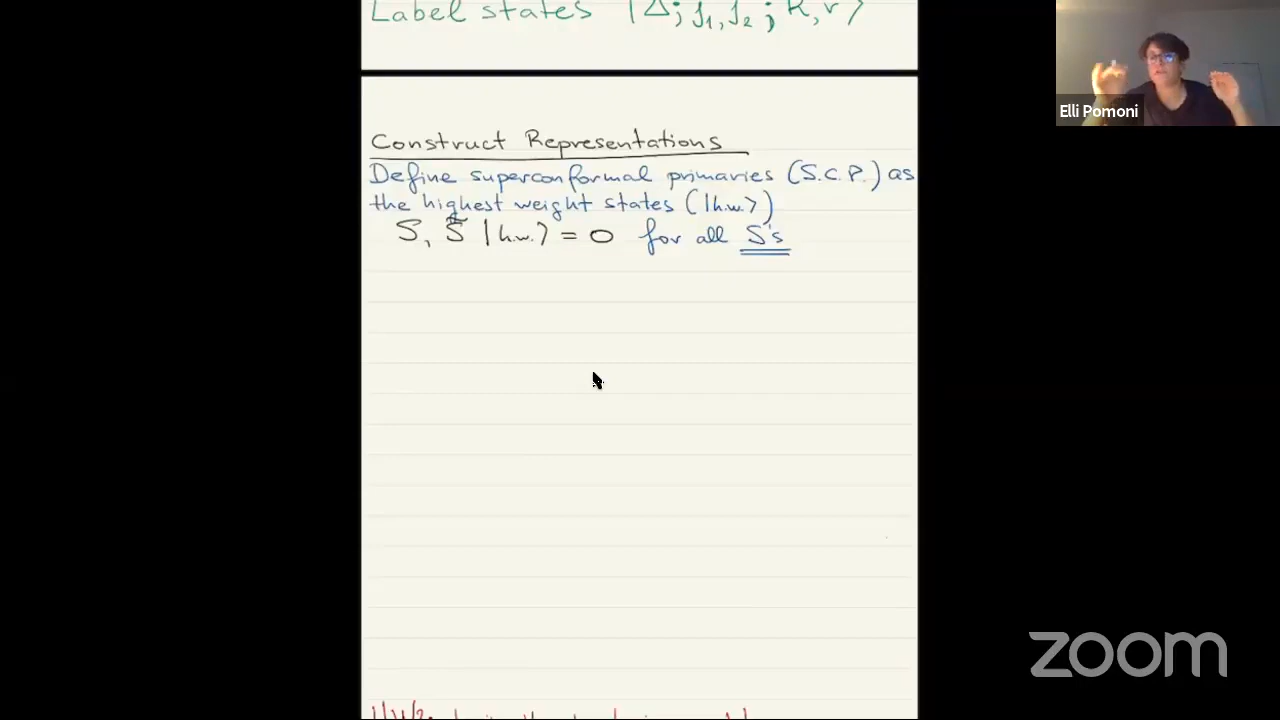 Label states |Δ; j₁, j₂; R, r⟩
Elli Pomoni
Construct Representations
Define superconformal primaries (S.C.P.) as
the highest weight states (|h.w.⟩)
S, S̃ |h.w.⟩ = 0 for all S's
zoom